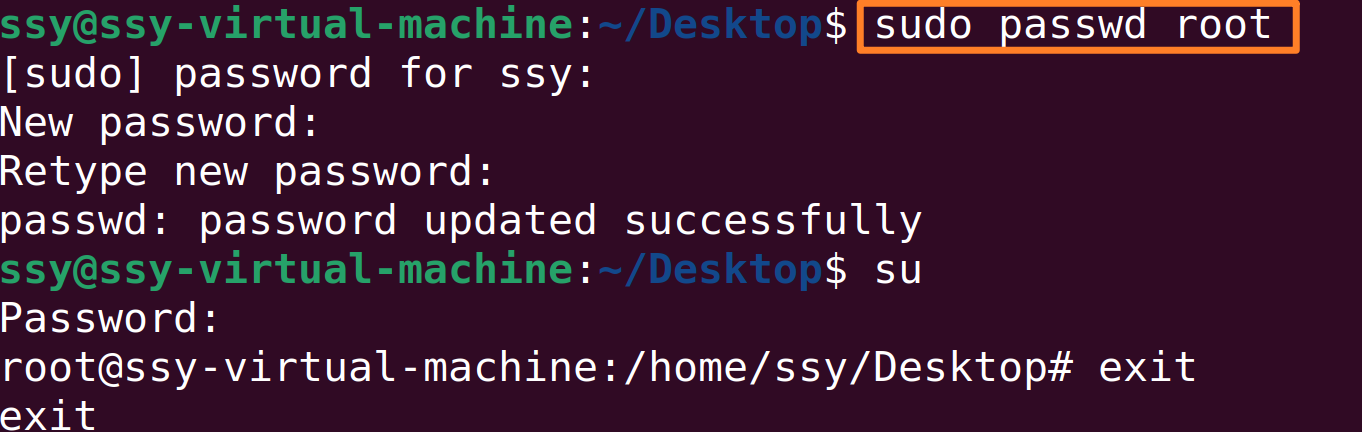 ssy@ssy-virtual-machine:~/Desktop$ sudo passwd root
[sudo] password for ssy:
New password:
Retype new password:
passwd: password updated successfully
ssy@ssy-virtual-machine:~/Desktop$ su
Password:
root@ssy-virtual-machine:/home/ssy/Desktop# exit
exit